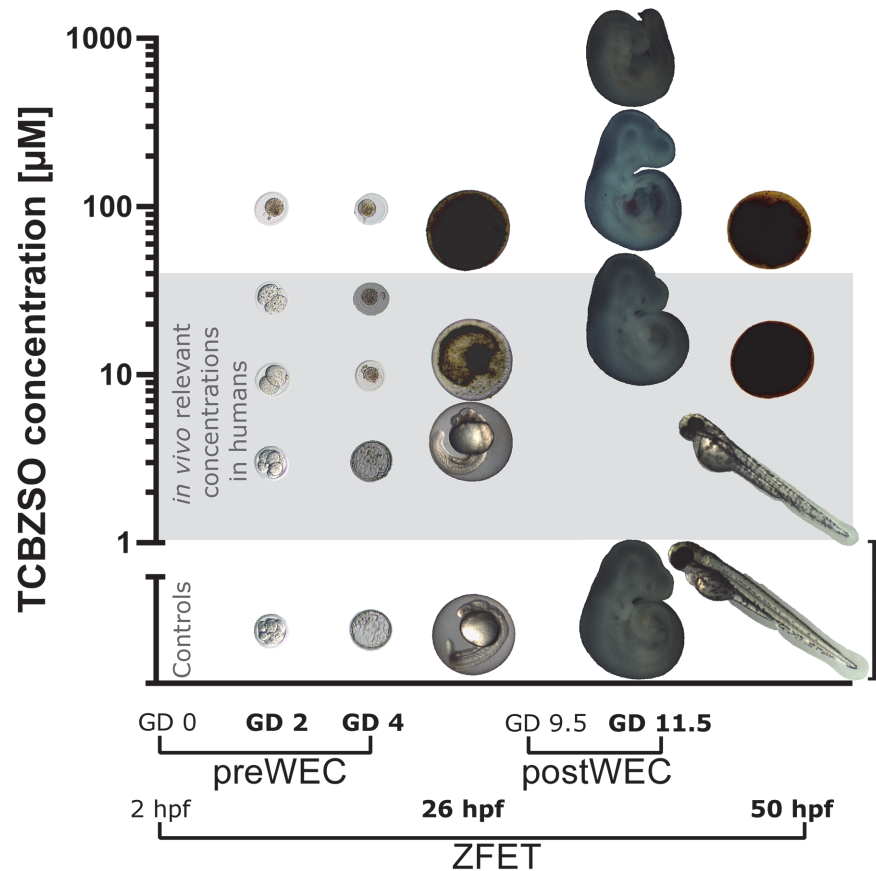 TCBZSO concentration [µM]
1000
100
10
1
in vivo relevant
concentrations
in humans
Controls
GD 0 GD 2 GD 4 GD 9.5 GD 11.5
preWEC postWEC
2 hpf 26 hpf 50 hpf
ZFET